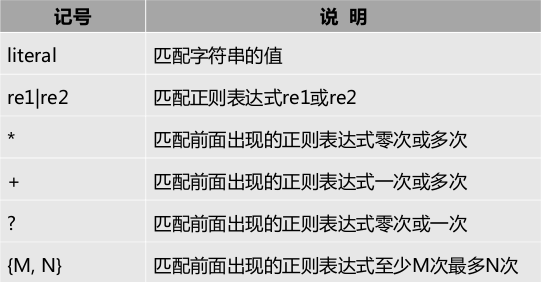 记号 说 明
literal 匹配字符串的值
re1|re2 匹配正则表达式re1或re2
* 匹配前面出现的正则表达式零次或多次
+ 匹配前面出现的正则表达式一次或多次
? 匹配前面出现的正则表达式零次或一次
{M, N} 匹配前面出现的正则表达式至少M次最多N次